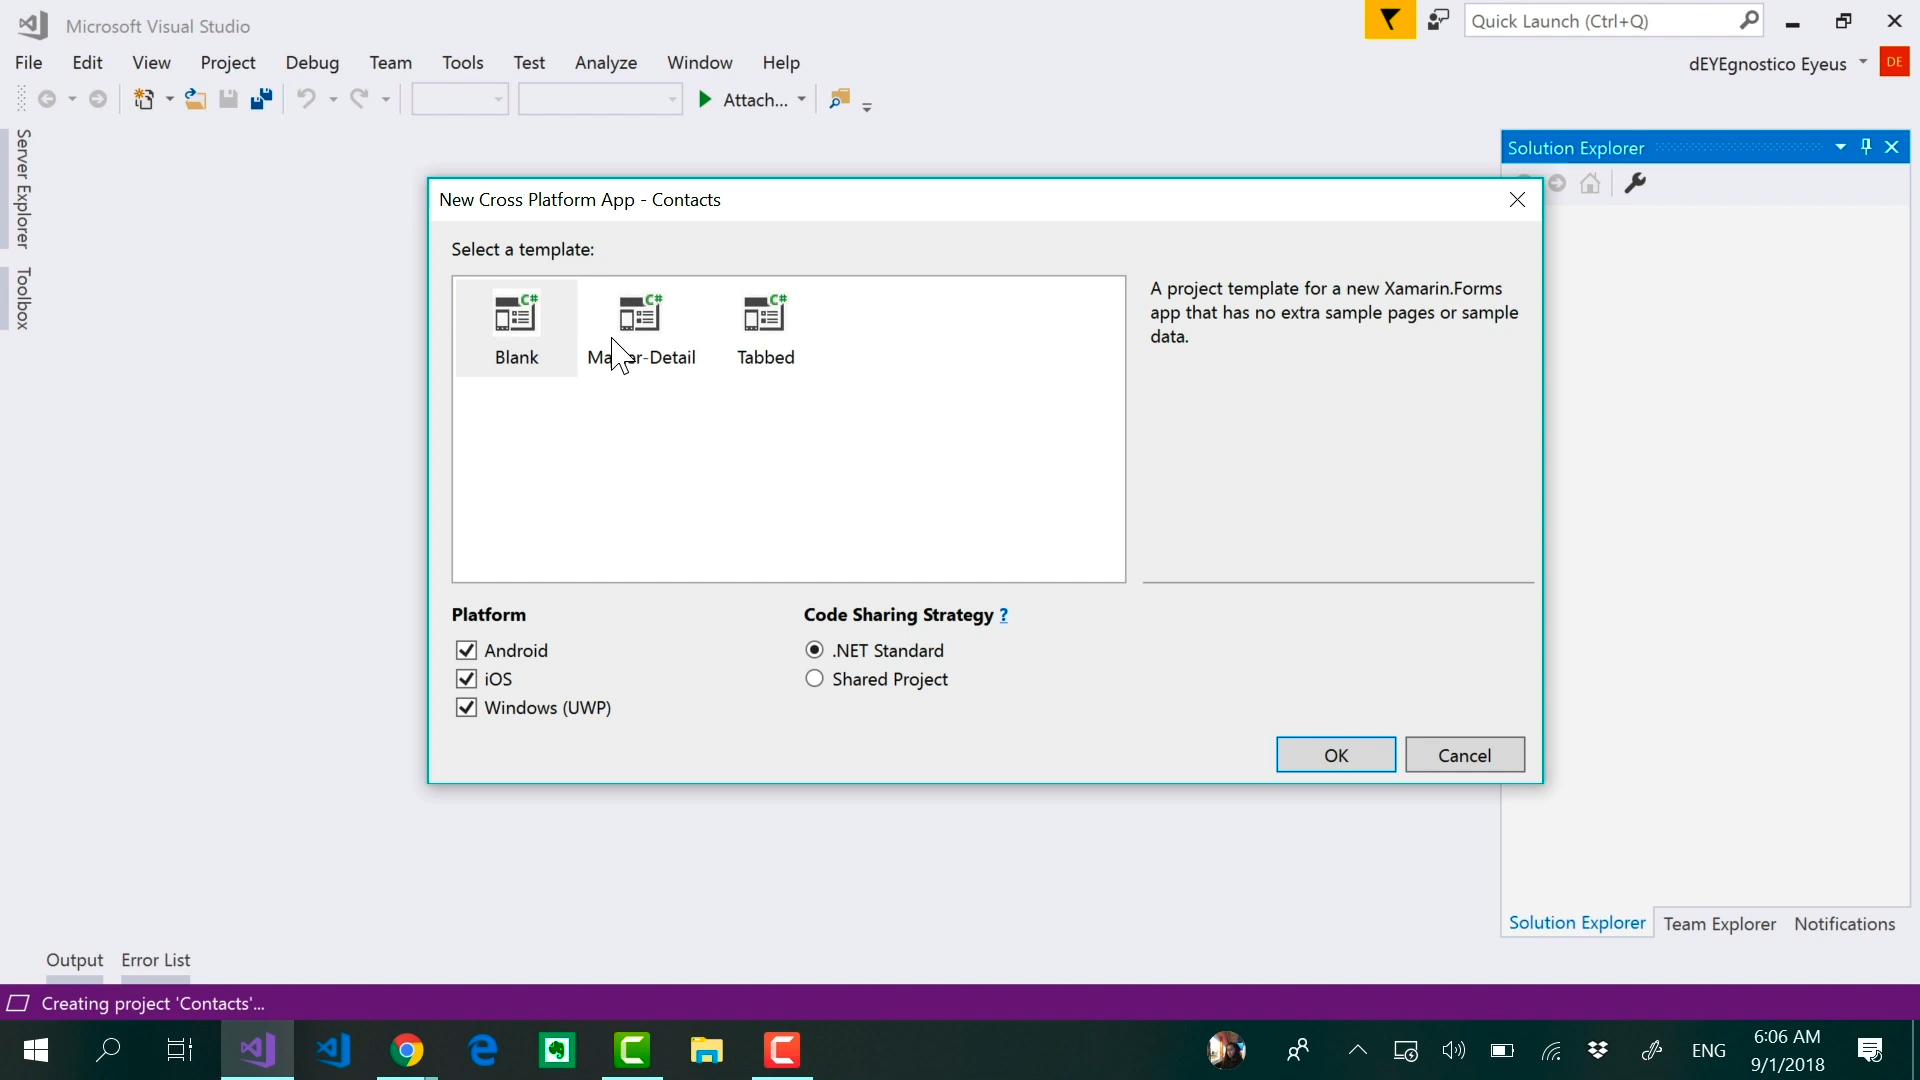 Microsoft Visual Studio
Quick Launch (Ctrl+Q)
File Edit View Project Debug Team Tools Test Analyze Window Help
dEYEgnostico Eyeus DE
Attach...
Server Explorer
Toolbox
Solution Explorer
New Cross Platform App - Contacts
Select a template:
C# C# C#
Blank
-Detail
Tabbed
A project template for a new Xamarin.Forms
app that has no extra sample pages or sample
data.
Platform
Android
iOS
Windows (UWP)
Code Sharing Strategy ?
.NET Standard
Shared Project
OK
Cancel
Solution Explorer Team Explorer Notifications
Output Error List
Creating project 'Contacts'...
ENG
6:06 AM
9/1/2018